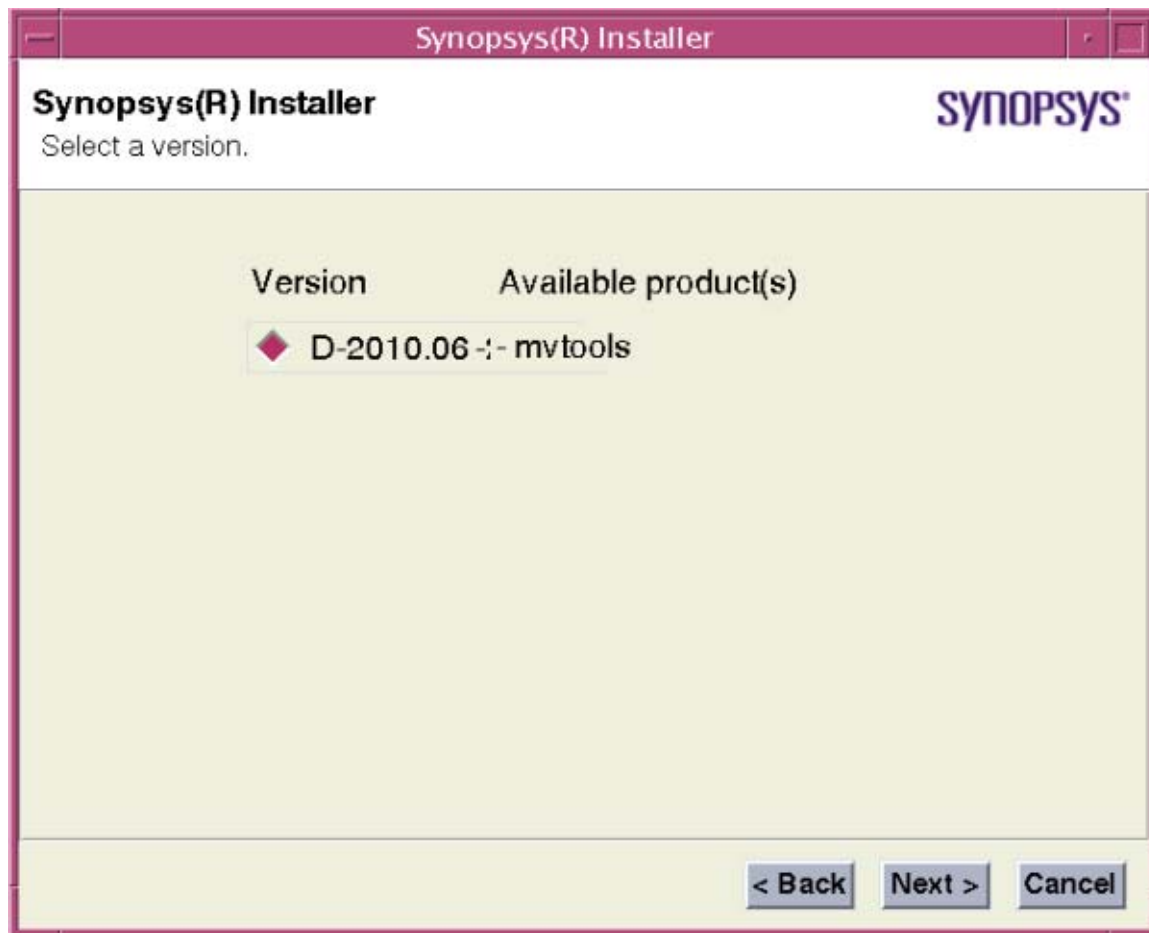 Synopsys(R) Installer
Synopsys(R) Installer
SYNOPSYS®
Select a version.
Version Available product(s)
D-2010.06 - - mvtools
< Back Next > Cancel